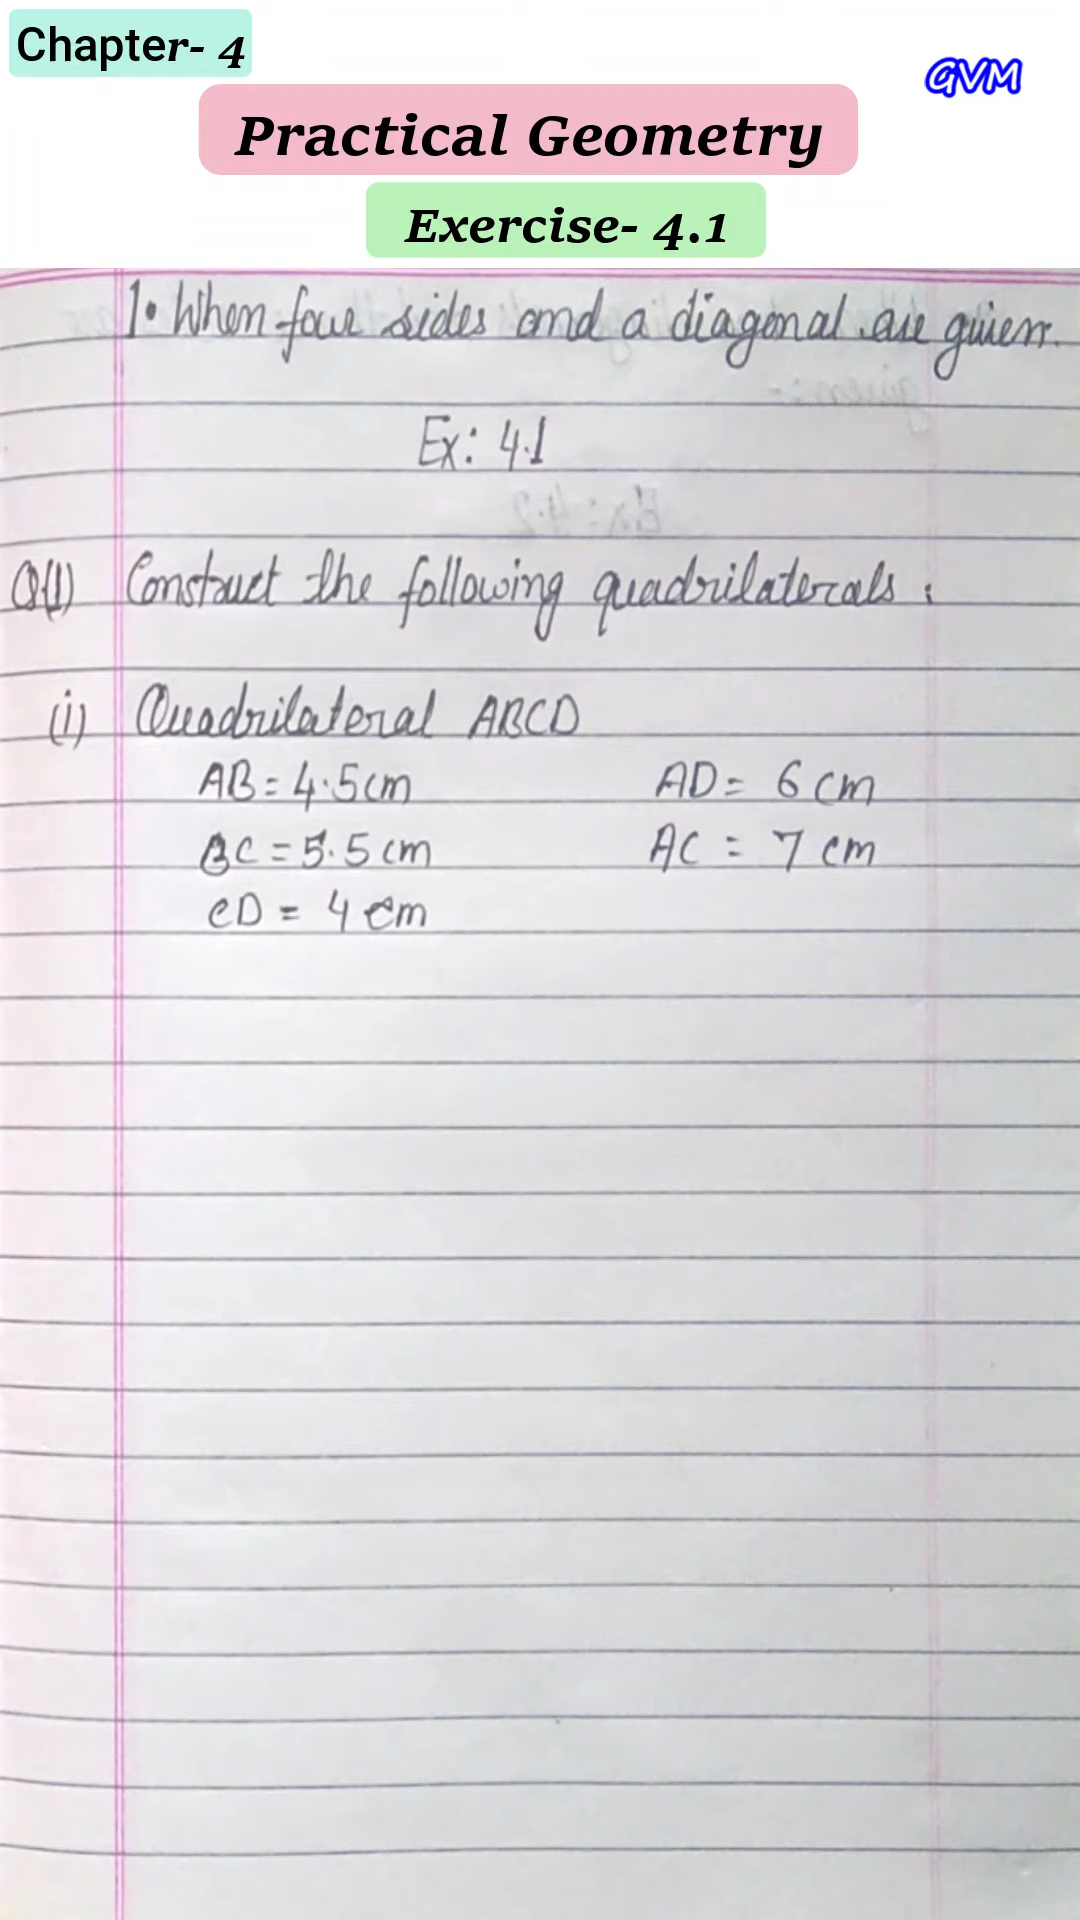 Chapter- 4
GVM
Practical Geometry
Exercise- 4.1
1. When four sides and a diagonal are given.
Ex: 4.1
Q(1) Construct the following quadrilaterals :
(i) Quadrilateral ABCD
AB = 4.5cm AD = 6 cm
BC = 5.5 cm AC = 7 cm
CD = 4 cm